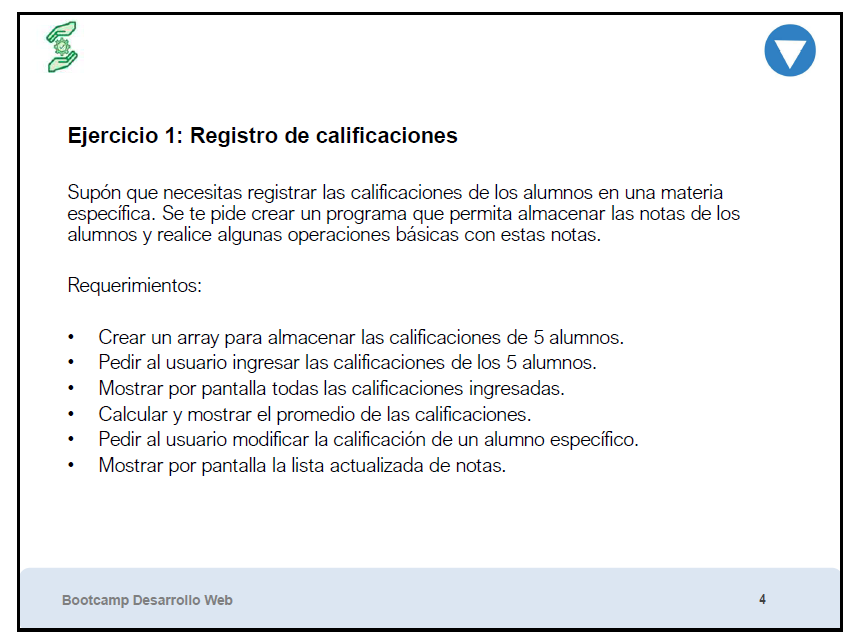 Ejercicio 1: Registro de calificaciones
Supón que necesitas registrar las calificaciones de los alumnos en una materia
específica. Se te pide crear un programa que permita almacenar las notas de los
alumnos y realice algunas operaciones básicas con estas notas.
Requerimientos:
• Crear un array para almacenar las calificaciones de 5 alumnos.
• Pedir al usuario ingresar las calificaciones de los 5 alumnos.
• Mostrar por pantalla todas las calificaciones ingresadas.
• Calcular y mostrar el promedio de las calificaciones.
• Pedir al usuario modificar la calificación de un alumno específico.
• Mostrar por pantalla la lista actualizada de notas.
Bootcamp Desarrollo Web 4